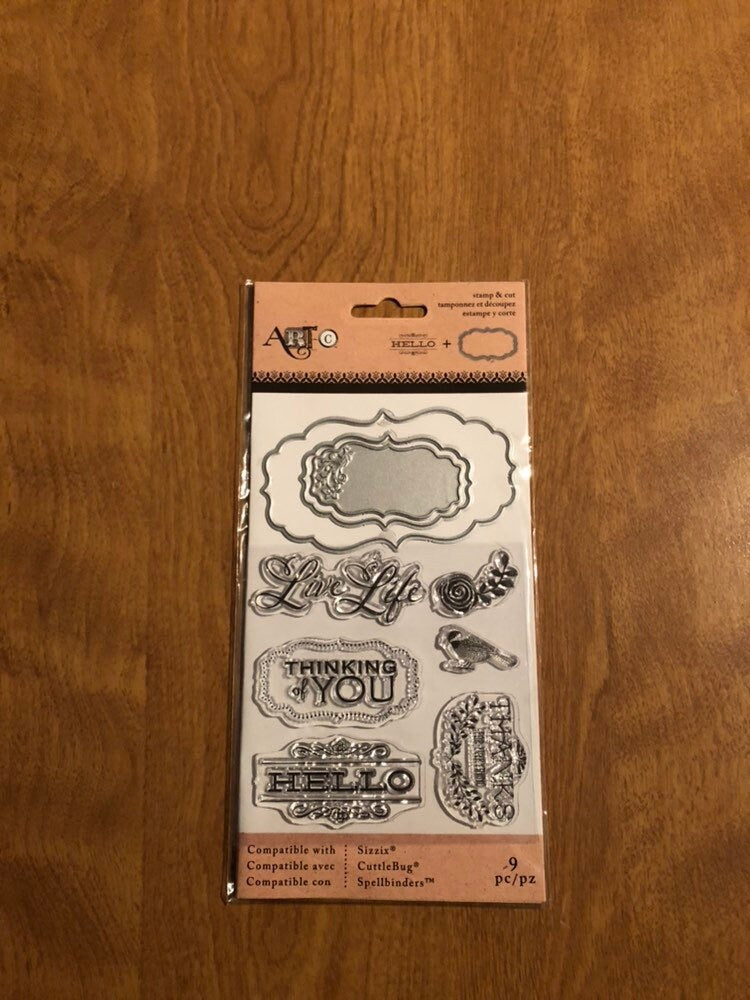 stamp & cut
tamponnez et découpez
estampe y corte
ART C
HELLO +
Live Life
THINKING
of YOU
HELLO
THANKS
Compatible with Sizzix®
Compatible avec CuttleBug®
Compatible con Spellbinders™
9
pc/pz